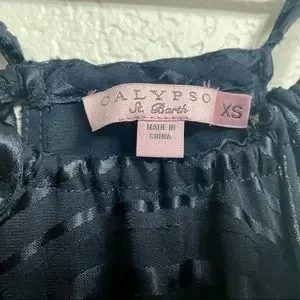 CALYPSO
St. Barth
XS
MADE IN
CHINA